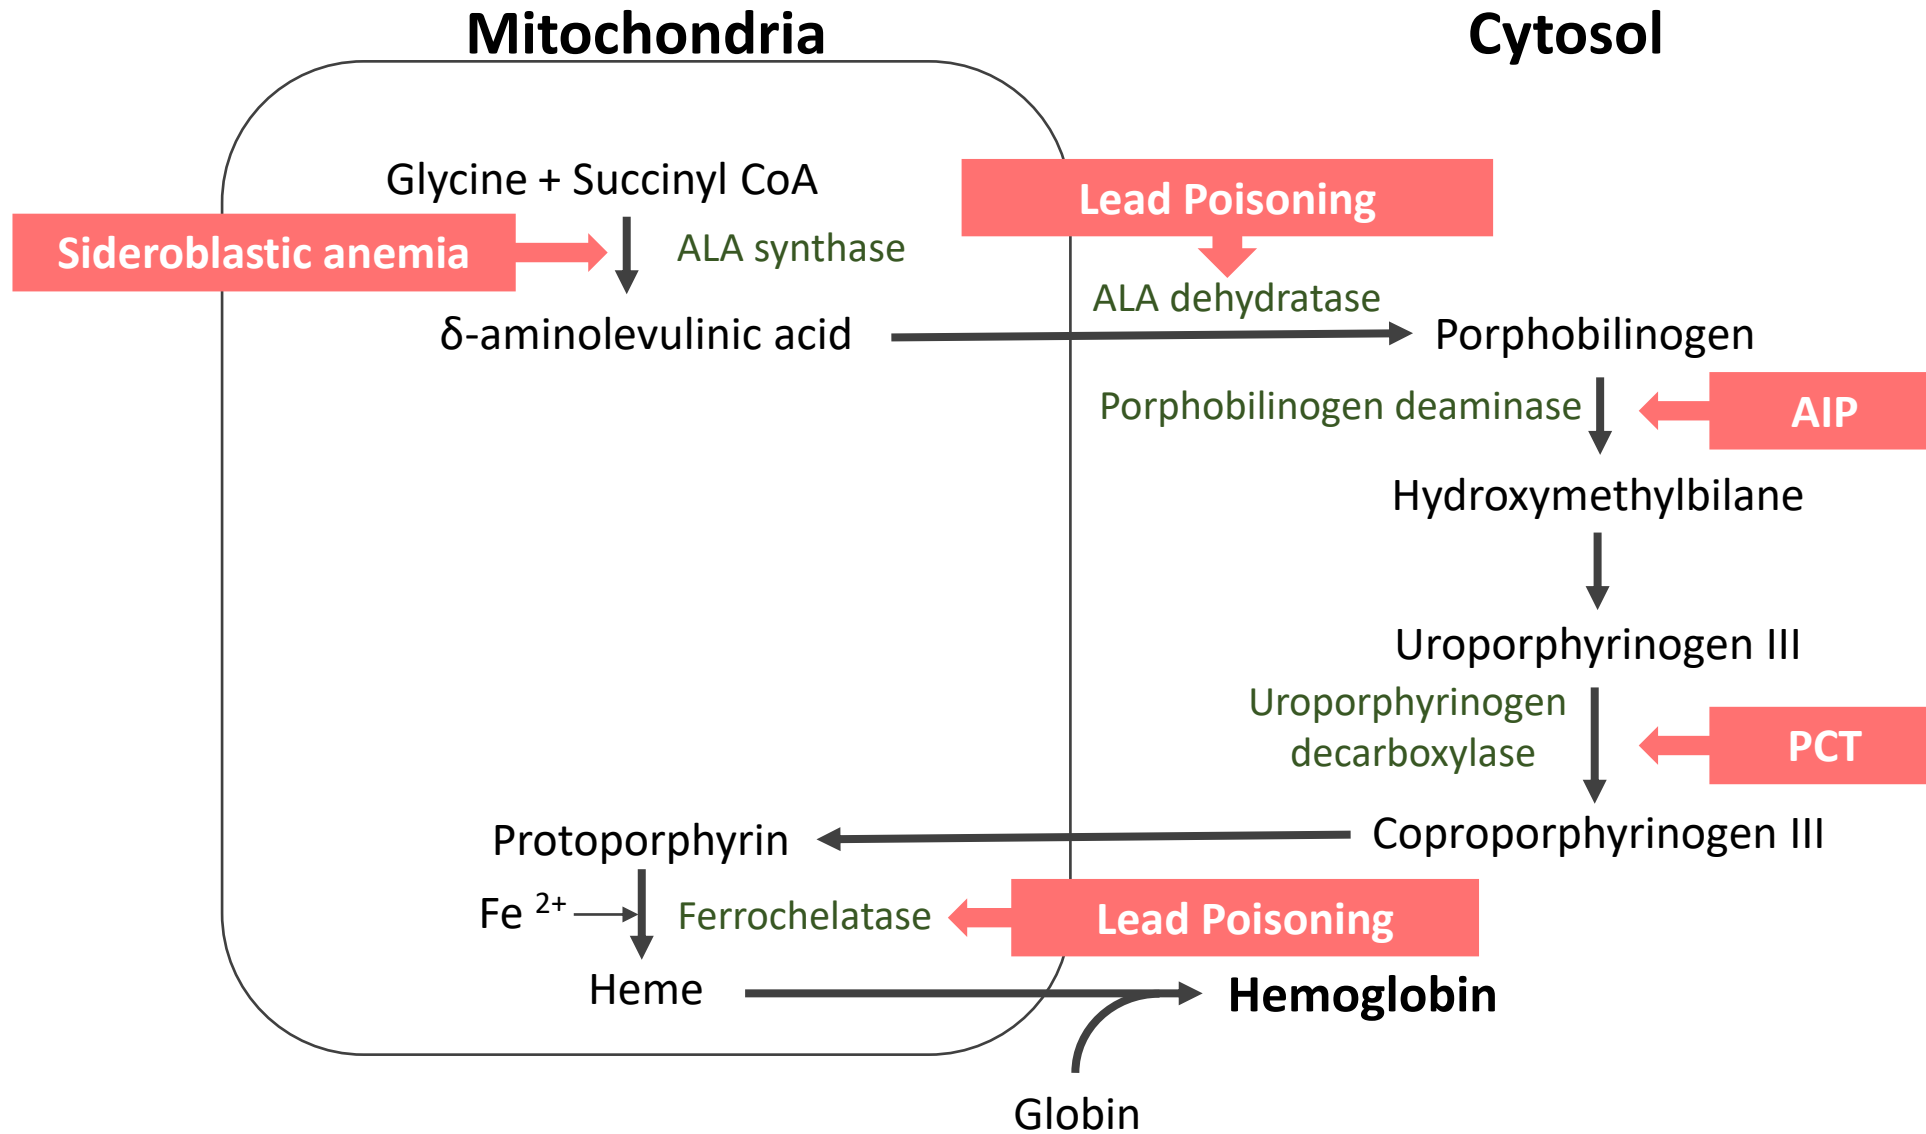 Mitochondria
Cytosol
Glycine + Succinyl CoA
Lead Poisoning
Sideroblastic anemia
ALA synthase
ALA dehydratase
δ-aminolevulinic acid
Porphobilinogen
Porphobilinogen deaminase
AIP
Hydroxymethylbilane
Uroporphyrinogen III
Uroporphyrinogen
decarboxylase
PCT
Protoporphyrin
Coproporphyrinogen III
Fe ²⁺
Ferrochelatase
Lead Poisoning
Heme
Hemoglobin
Globin